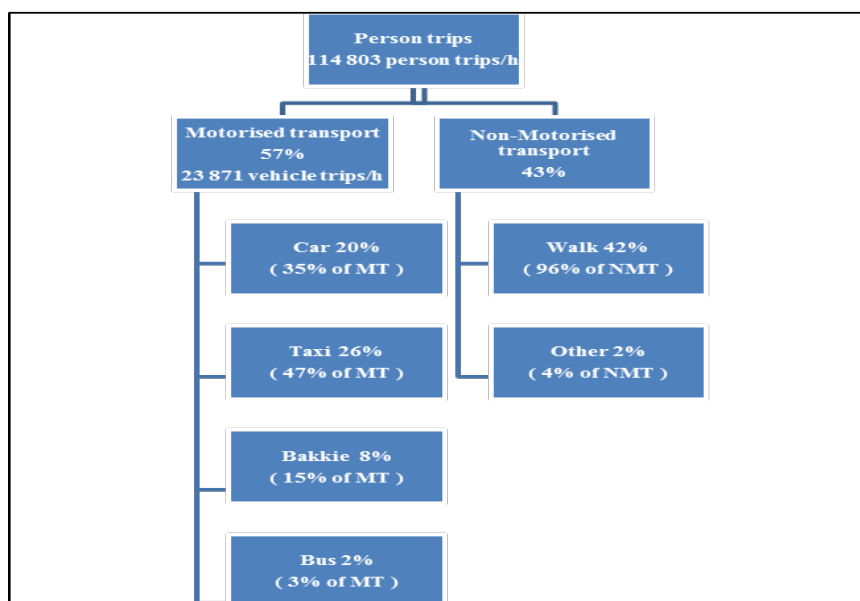 Person trips
114 803 person trips/h
Motorised transport
57%
23 871 vehicle trips/h
Non-Motorised
transport
43%
Car 20%
( 35% of MT )
Walk 42%
( 96% of NMT )
Taxi 26%
( 47% of MT )
Other 2%
( 4% of NMT )
Bakkie 8%
( 15% of MT )
Bus 2%
( 3% of MT )